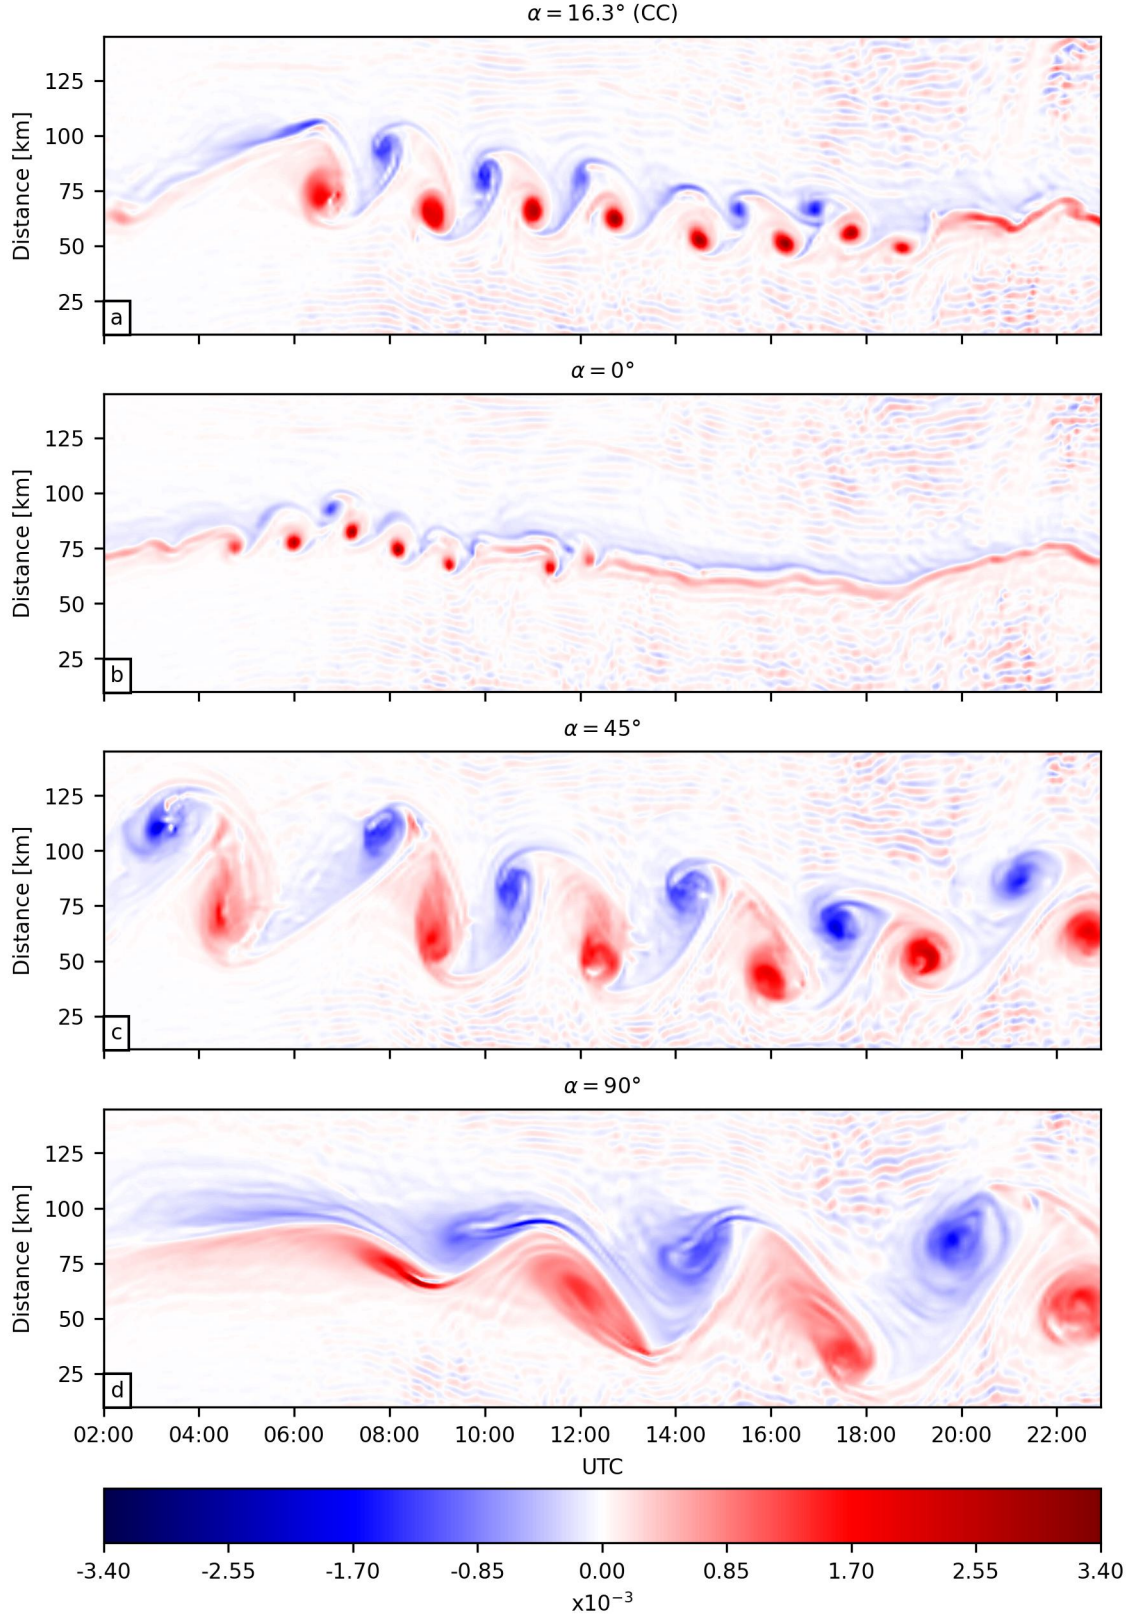 α = 16.3° (CC)
Distance [km]
125
100
75
50
25
a
α = 0°
Distance [km]
125
100
75
50
25
b
α = 45°
Distance [km]
125
100
75
50
25
c
α = 90°
Distance [km]
125
100
75
50
25
d
02:00 04:00 06:00 08:00 10:00 12:00 14:00 16:00 18:00 20:00 22:00
UTC
-3.40 -2.55 -1.70 -0.85 0.00 0.85 1.70 2.55 3.40
x10⁻³